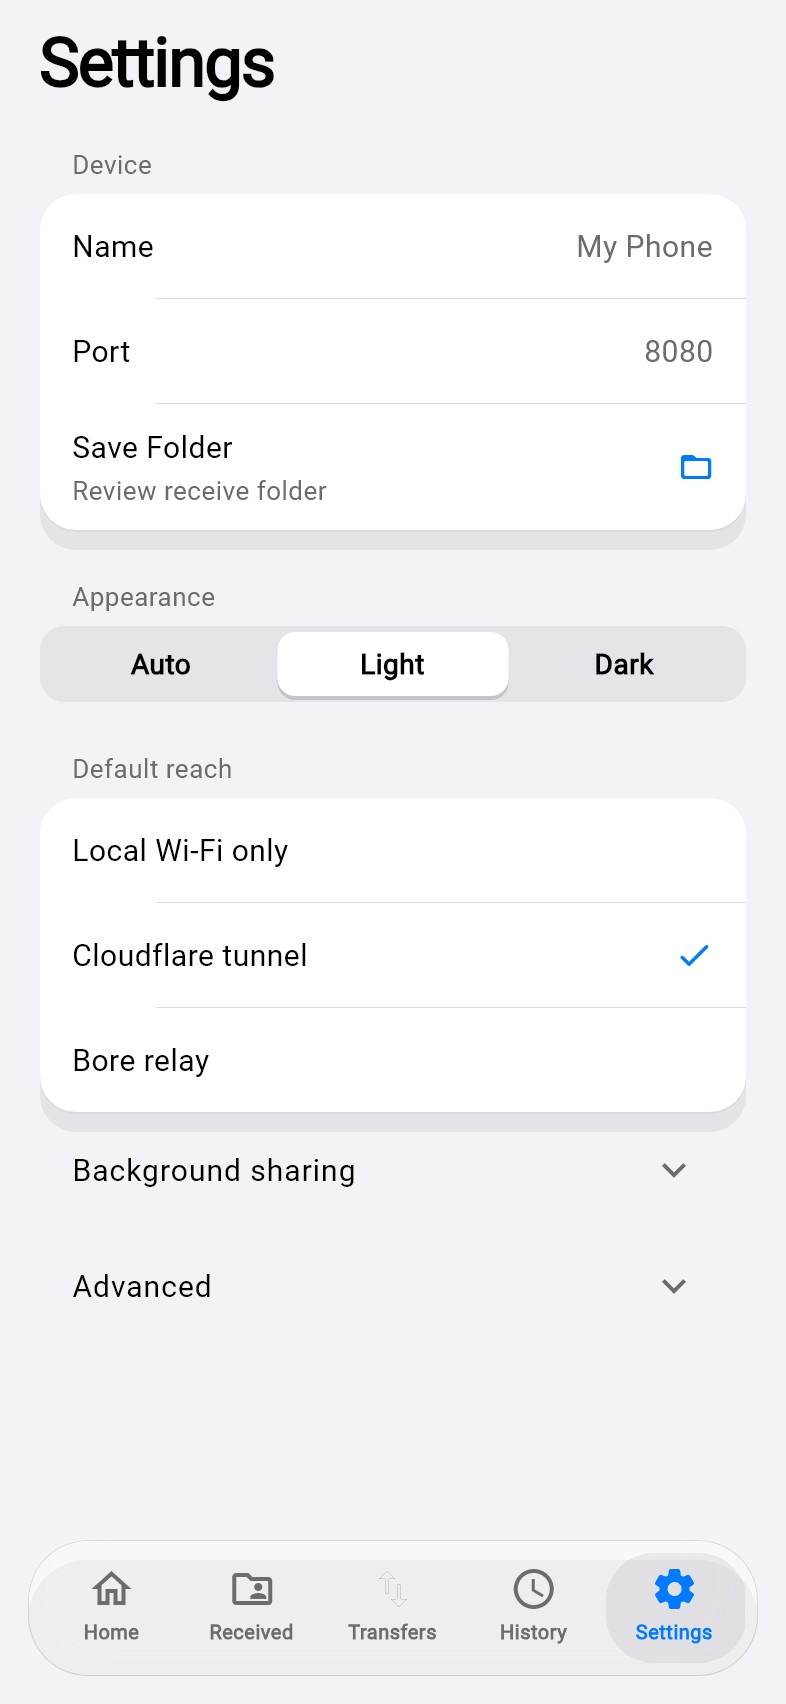 Settings
Device
Name
My Phone
Port
8080
Save Folder
Review receive folder
Appearance
Auto
Light
Dark
Default reach
Local Wi-Fi only
Cloudflare tunnel
Bore relay
Background sharing
Advanced
Home
Received
Transfers
History
Settings